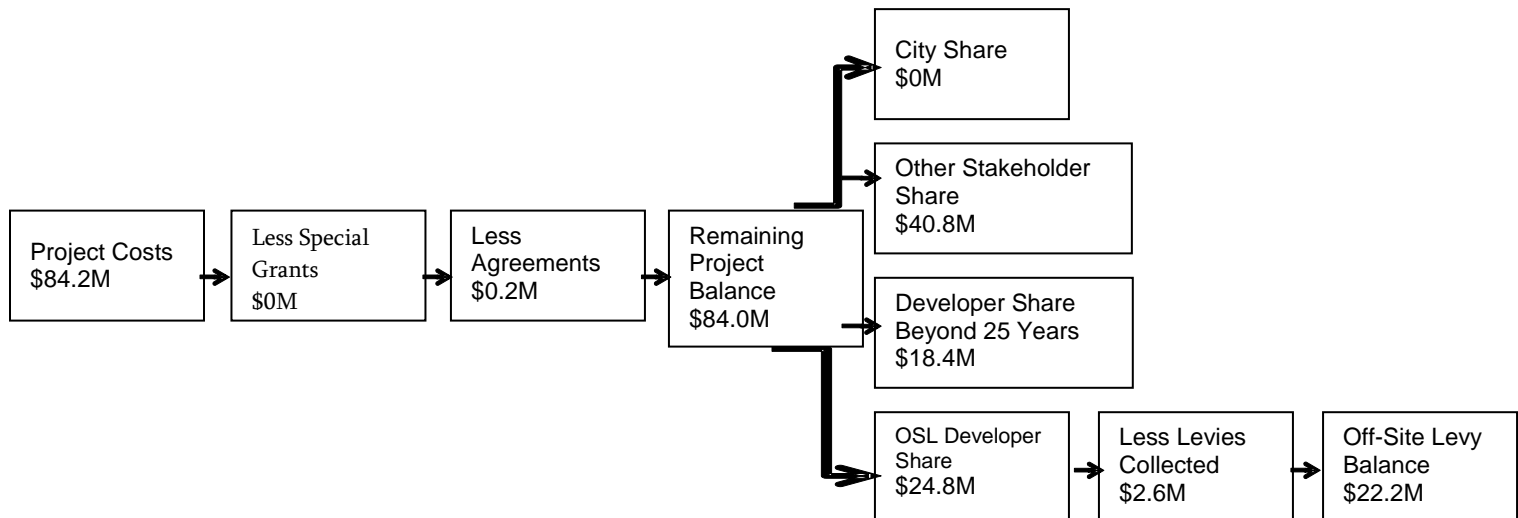 Project Costs
$84.2M
Less Special
Grants
$0M
Less
Agreements
$0.2M
Remaining
Project
Balance
$84.0M
City Share
$0M
Other Stakeholder
Share
$40.8M
Developer Share
Beyond 25 Years
$18.4M
OSL Developer
Share
$24.8M
Less Levies
Collected
$2.6M
Off-Site Levy
Balance
$22.2M